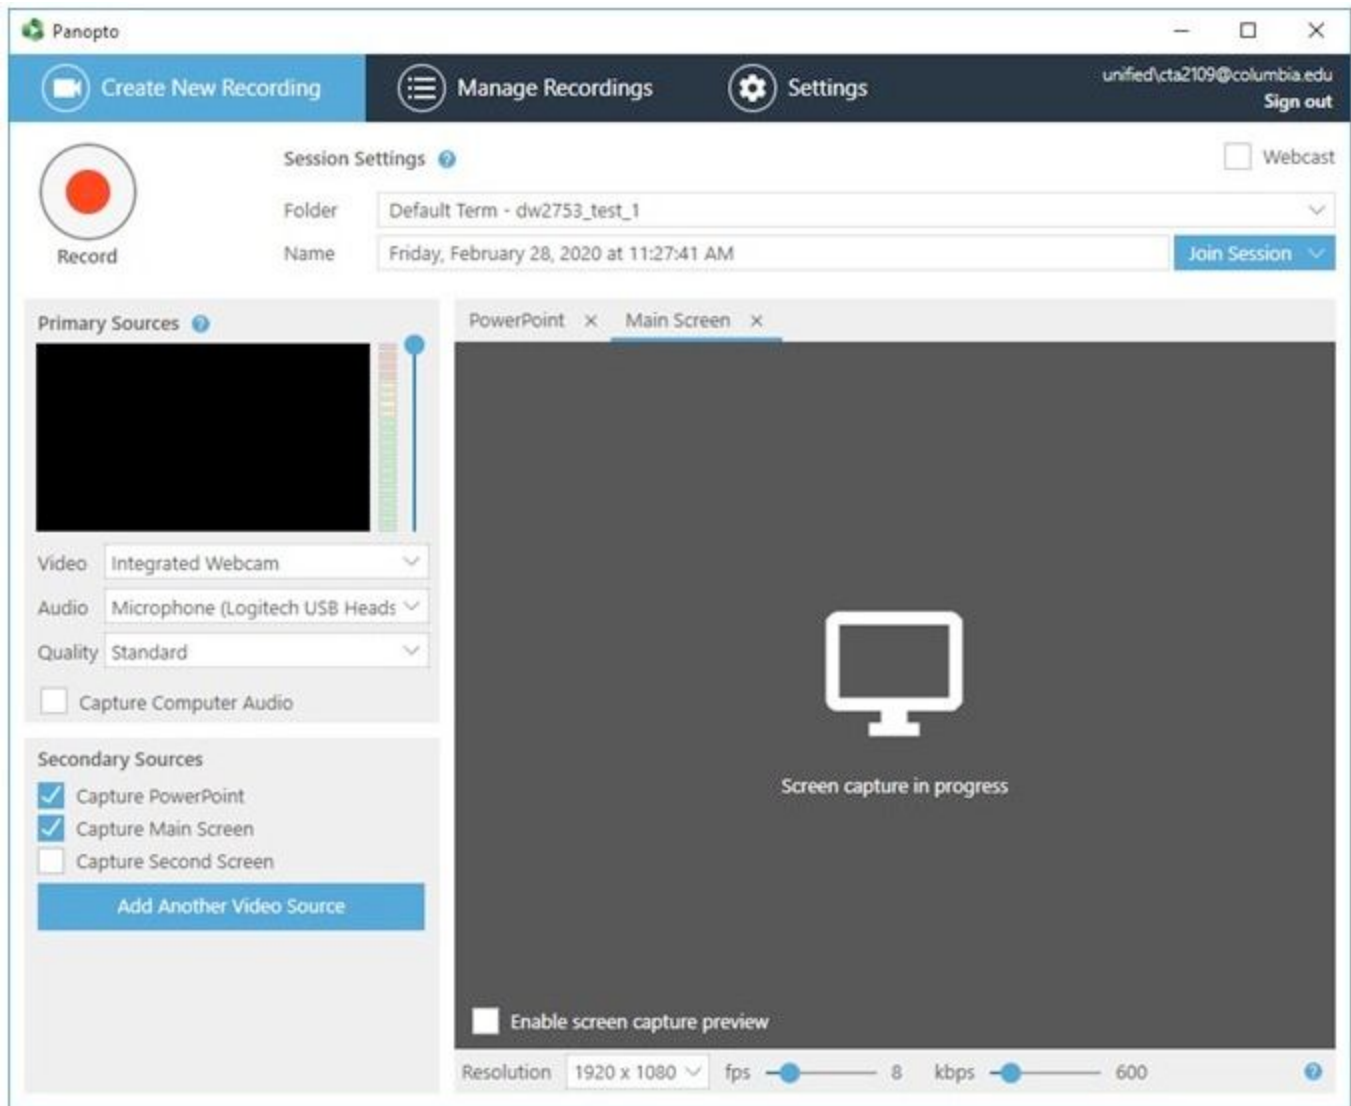 Panopto
Create New Recording
Manage Recordings
Settings
unified\cta2109@columbia.edu
Sign out
Record
Session Settings
Webcast
Folder Default Term - dw2753_test_1
Name Friday, February 28, 2020 at 11:27:41 AM
Join Session
Primary Sources
Video Integrated Webcam
Audio Microphone (Logitech USB Heads
Quality Standard
Capture Computer Audio
Secondary Sources
Capture PowerPoint
Capture Main Screen
Capture Second Screen
Add Another Video Source
PowerPoint Main Screen
Screen capture in progress
Enable screen capture preview
Resolution 1920 x 1080 fps 8 kbps 600